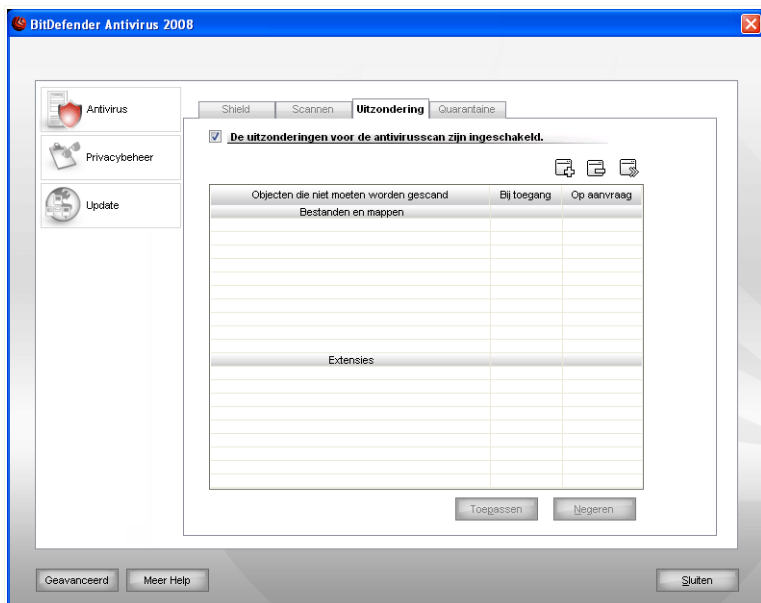 BitDefender Antivirus 2008
Antivirus
Privacybeheer
Update
Shield Scannen Uitzondering Quarantaine
De uitzonderingen voor de antivirusscan zijn ingeschakeld.
Objecten die niet moeten worden gescand Bij toegang Op aanvraag
Bestanden en mappen
Extensies
Toepassen Negeren
Geavanceerd Meer Help Sluiten